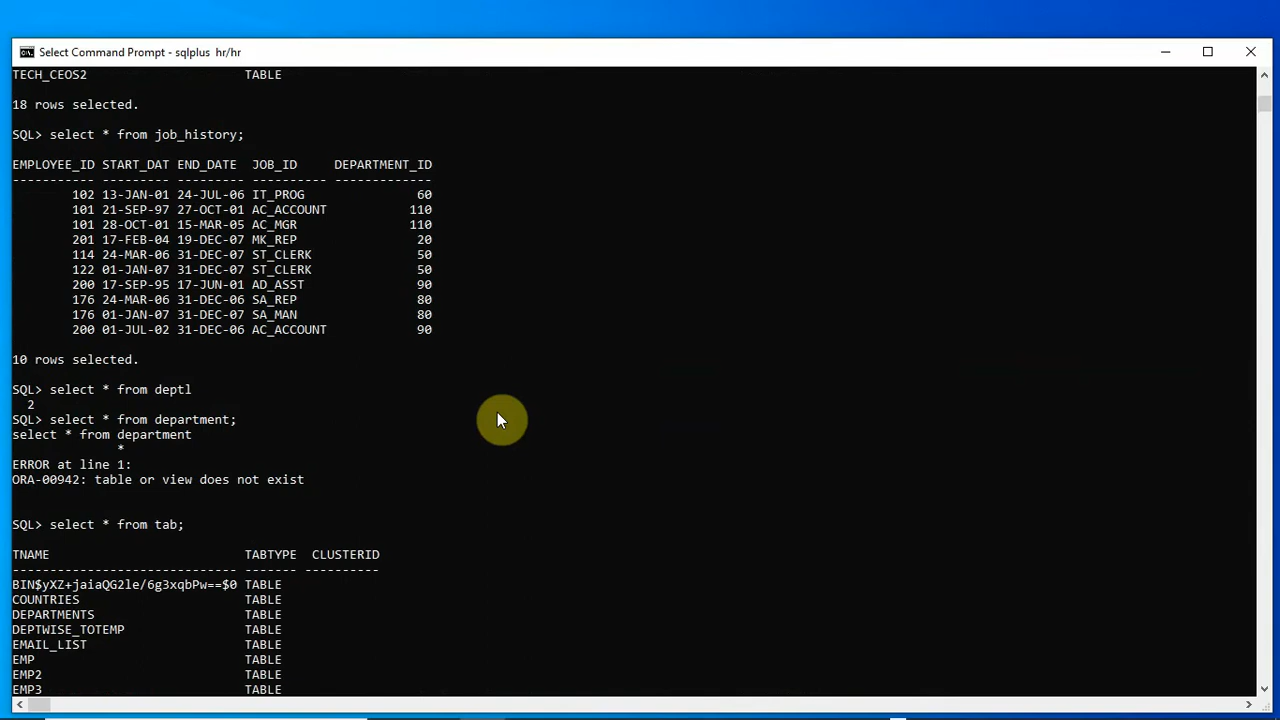 Select Command Prompt - sqlplus  hr/hr
TECH_CEOS2                     TABLE
18 rows selected.
SQL> select * from job_history;
EMPLOYEE_ID START_DAT END_DATE  JOB_ID     DEPARTMENT_ID
----------- --------- --------- ---------- -------------
        102 13-JAN-01 24-JUL-06 IT_PROG               60
        101 21-SEP-97 27-OCT-01 AC_ACCOUNT           110
        101 28-OCT-01 15-MAR-05 AC_MGR               110
        201 17-FEB-04 19-DEC-07 MK_REP                20
        114 24-MAR-06 31-DEC-07 ST_CLERK              50
        122 01-JAN-07 31-DEC-07 ST_CLERK              50
        200 17-SEP-95 17-JUN-01 AD_ASST               90
        176 24-MAR-06 31-DEC-06 SA_REP                80
        176 01-JAN-07 31-DEC-07 SA_MAN                80
        200 01-JUL-02 31-DEC-06 AC_ACCOUNT            90
10 rows selected.
SQL> select * from deptl
  2
SQL> select * from department;
select * from department
              *
ERROR at line 1:
ORA-00942: table or view does not exist
SQL> select * from tab;
TNAME                          TABTYPE  CLUSTERID
------------------------------ ------- ----------
BIN$yXZ+jaiaQG2le/6g3xqbPw==$0 TABLE
COUNTRIES                      TABLE
DEPARTMENTS                    TABLE
DEPTWISE_TOTEMP                TABLE
EMAIL_LIST                     TABLE
EMP                            TABLE
EMP2                           TABLE
EMP3                           TABLE